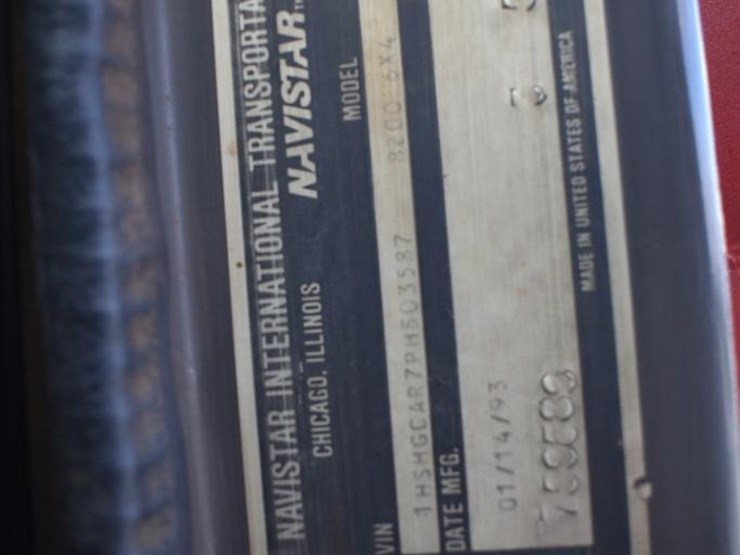 NAVISTAR INTERNATIONAL TRANSPORTA
NAVISTAR
CHICAGO, ILLINOIS
MODEL
8200 6X4
VIN
1HSHGCAR7PH503587
DATE MFG.
01/14/93
MADE IN UNITED STATES OF AMERICA